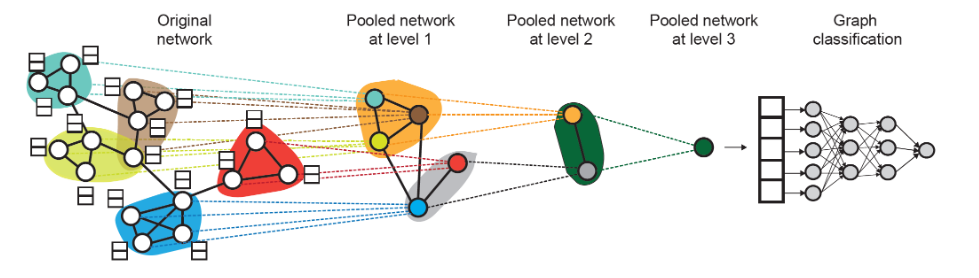 Original
network
Pooled network
at level 1
Pooled network
at level 2
Pooled network
at level 3
Graph
classification